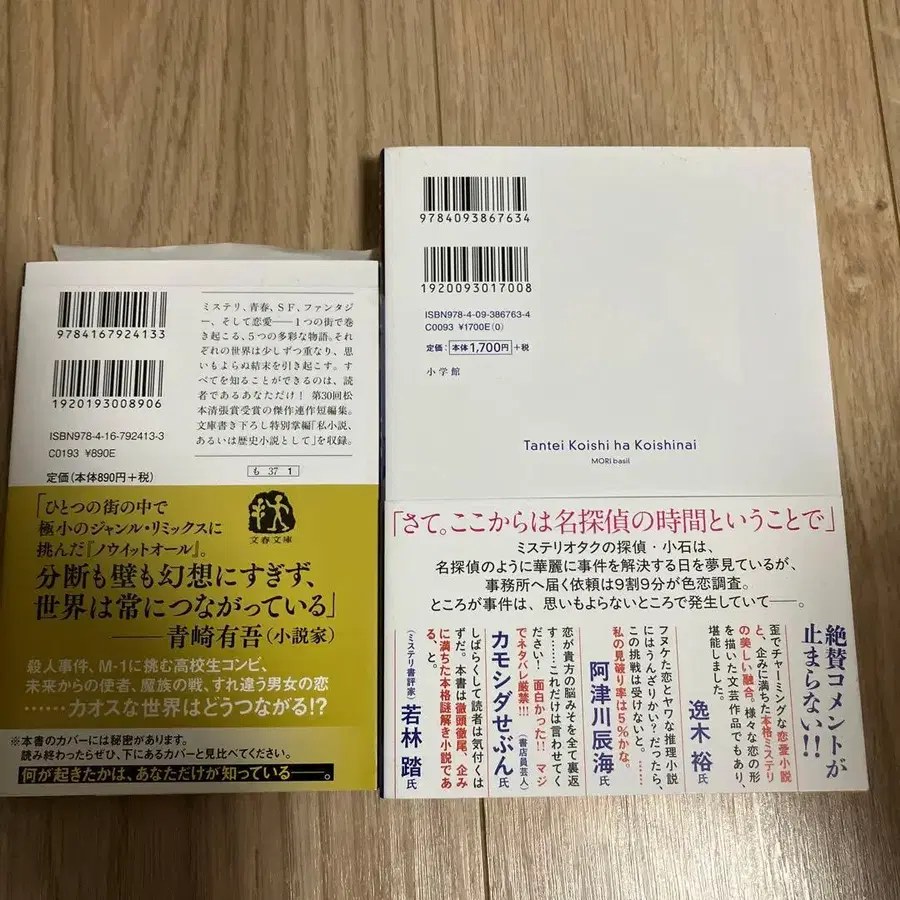 9784167924133
1920193008906
ISBN978-4-16-792413-3
C0193 ¥890E
定価(本体890円+税)
ミステリ、青春、SF、ファンタジ
ー、そして恋愛——1つの街で巻
き起こる、5つの多彩な物語。それ
ぞれの世界は少しずつ重なり、思
いもよらぬ結末を引き起こす。す
べてを知ることができるのは、読
者であるあなただけ! 第30回松
本清張賞受賞の傑作連作短編集。
文庫書き下ろし特別掌編「私小説、
あるいは歴史小説として」を収録。
も 37 1
「ひとつの街の中で
極小のジャンル・リミックスに
挑んだ『ノウイットオール』。
分断も壁も幻想にすぎず、
世界は常につながっている」
——青崎有吾(小説家)
文春文庫
殺人事件、M-1に挑む高校生コンビ、
未来からの使者、魔族の戦、すれ違う男女の恋
……カオスな世界はどうつながる!?
※本書のカバーには秘密があります。
読み終わったらぜひ、下にあるカバーと見比べてください。
何が起きたかは、あなただけが知っている——。
9784093867634
1920093017008
ISBN978-4-09-386763-4
C0093 ¥1700E(0)
定価: 本体1,700円 +税
小学館
Tantei Koishi ha Koishinai
MORI basil
「さて。ここからは名探偵の時間ということで」
ミステリオタクの探偵・小石は、
名探偵のように華麗に事件を解決する日を夢見ているが、
事務所へ届く依頼は9割9分が色恋調査。
ところが事件は、思いもよらないところで発生していて——。
絶賛コメントが
止まらない!!
歪でチャーミングな恋愛小説
と、企みに満ちた本格ミステリ
の美しい融合。様々な恋の形
を描いた文芸作品でもあり、
堪能しました。
逸木 裕氏
フヌケた恋とヤワな推理小説
にはうんざりかい? だったら、
この挑戦は受けないと。……
私の見破り率は5%かな。
阿津川辰海氏
恋が貴方の脳みそを全て裏返
す……これだけは言わせてく
ださい! 面白かった!! マジ
でネタバレ厳禁!!!
(書店員芸人)
カモシダせぶん氏
しばらくして読者は気付くは
ずだ。本書は徹頭徹尾、企み
に満ちた本格謎解き小説であ
る、と。
(ミステリ書評家)
若林 踏氏